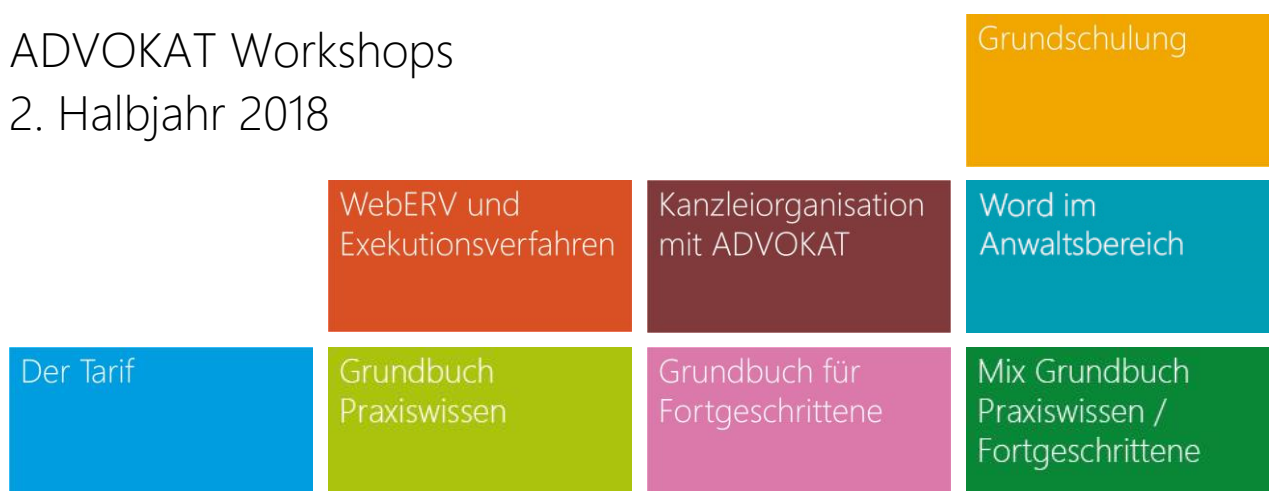 ADVOKAT Workshops
2. Halbjahr 2018
Grundschulung
WebERV und
Exekutionsverfahren
Kanzleiorganisation
mit ADVOKAT
Word im
Anwaltsbereich
Der Tarif
Grundbuch
Praxiswissen
Grundbuch für
Fortgeschrittene
Mix Grundbuch
Praxiswissen /
Fortgeschrittene